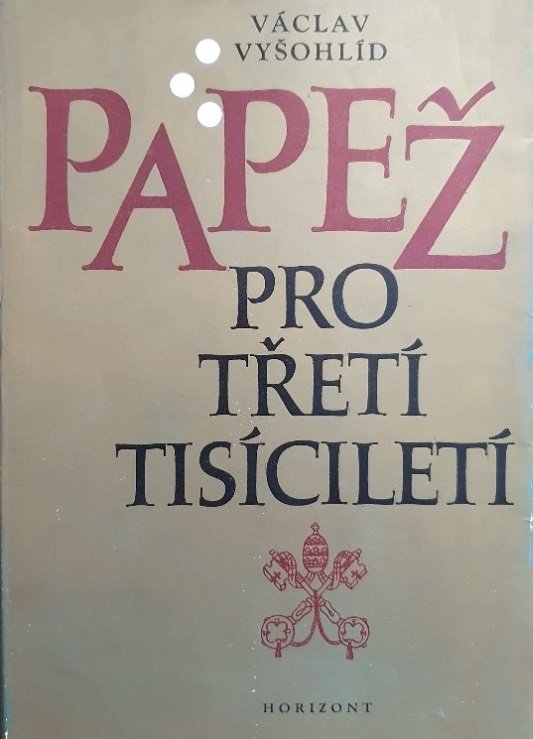 VÁCLAV
VYŠOHLÍD
PAPEŽ
PRO
TŘETÍ
TISÍCILETÍ
HORIZONT